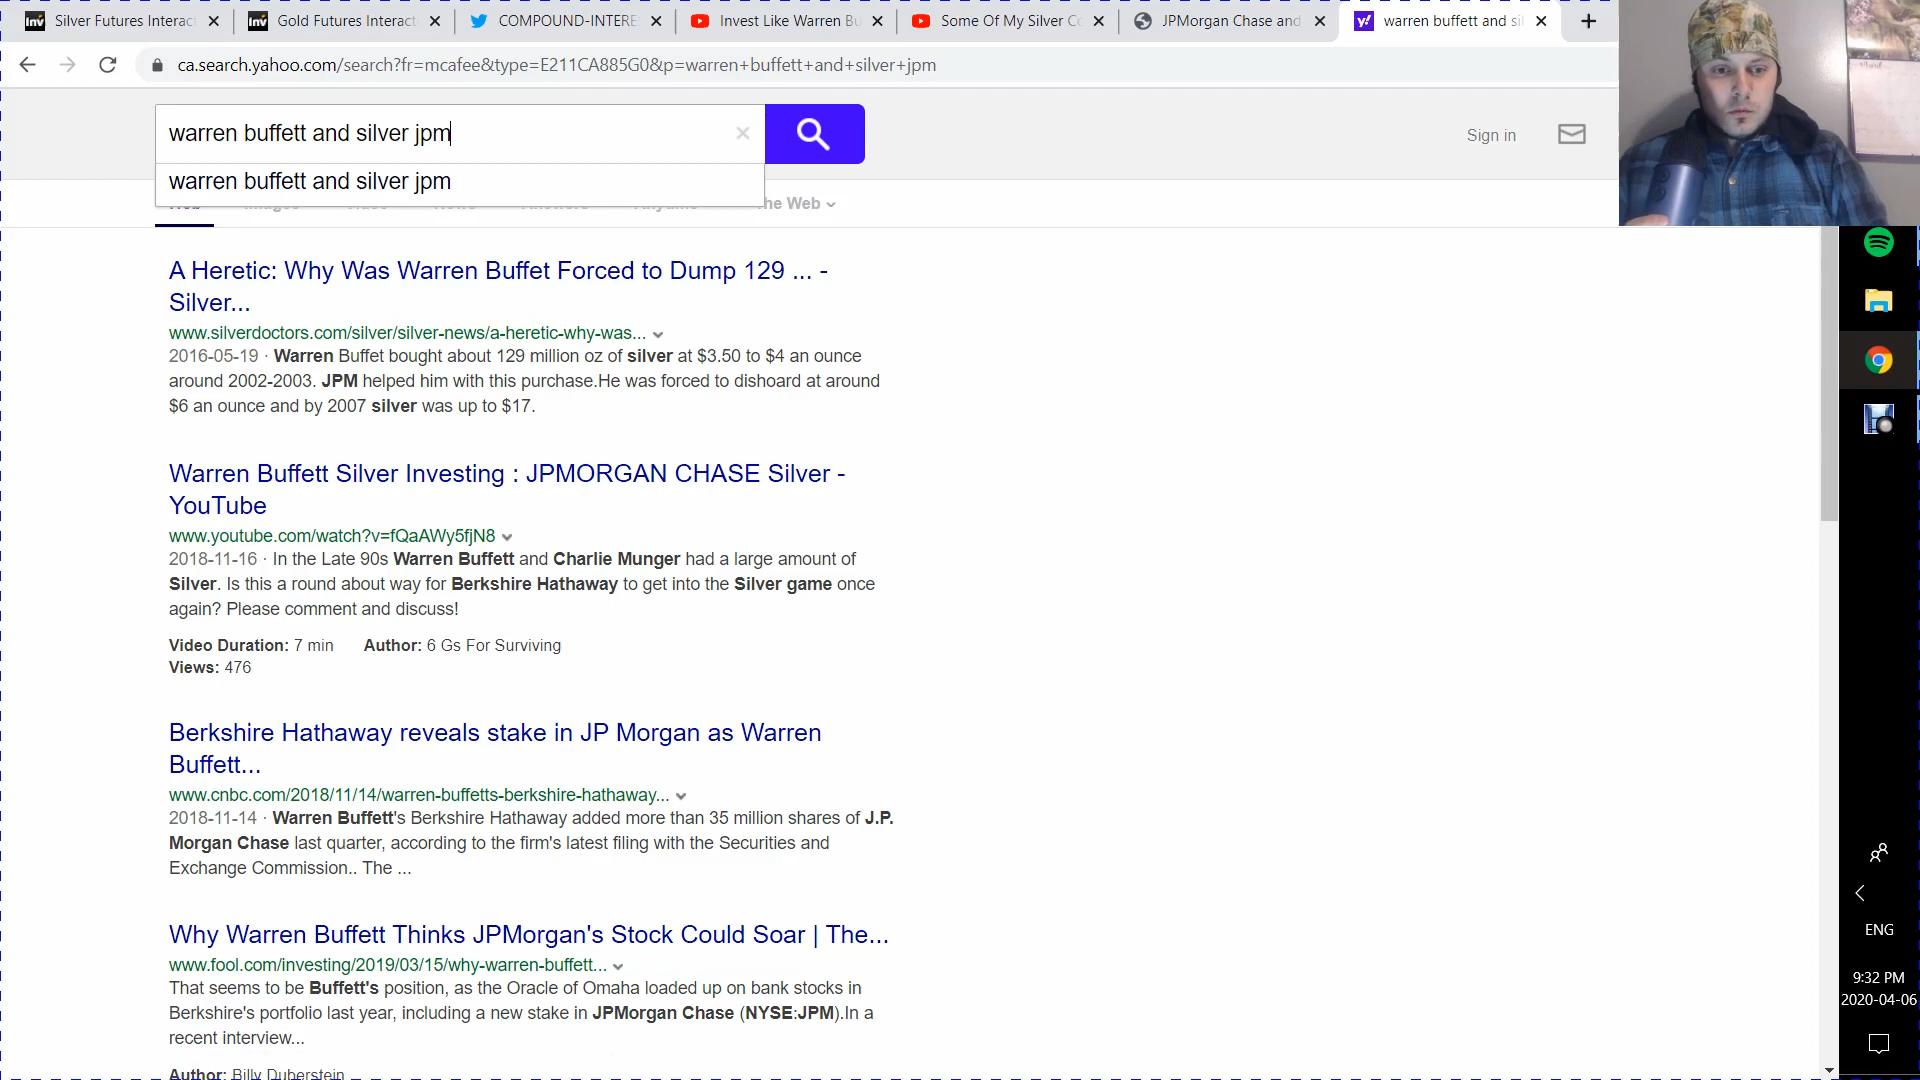 Silver Futures Interac
Gold Futures Interact
COMPOUND-INTERE
Invest Like Warren Bu
Some Of My Silver Co
JPMorgan Chase and
warren buffett and sil
ca.search.yahoo.com/search?fr=mcafee&type=E211CA885G0&p=warren+buffett+and+silver+jpm
warren buffett and silver jpm
Sign in
warren buffett and silver jpm
The Web
A Heretic: Why Was Warren Buffet Forced to Dump 129 ... -
Silver...
www.silverdoctors.com/silver/silver-news/a-heretic-why-was...
2016-05-19 · Warren Buffet bought about 129 million oz of silver at $3.50 to $4 an ounce
around 2002-2003. JPM helped him with this purchase.He was forced to dishoard at around
$6 an ounce and by 2007 silver was up to $17.
Warren Buffett Silver Investing : JPMORGAN CHASE Silver -
YouTube
www.youtube.com/watch?v=fQaAWy5fjN8
2018-11-16 · In the Late 90s Warren Buffett and Charlie Munger had a large amount of
Silver. Is this a round about way for Berkshire Hathaway to get into the Silver game once
again? Please comment and discuss!
Video Duration: 7 min Author: 6 Gs For Surviving
Views: 476
Berkshire Hathaway reveals stake in JP Morgan as Warren
Buffett...
www.cnbc.com/2018/11/14/warren-buffetts-berkshire-hathaway...
2018-11-14 · Warren Buffett's Berkshire Hathaway added more than 35 million shares of J.P.
Morgan Chase last quarter, according to the firm's latest filing with the Securities and
Exchange Commission.. The ...
Why Warren Buffett Thinks JPMorgan's Stock Could Soar | The...
www.fool.com/investing/2019/03/15/why-warren-buffett...
That seems to be Buffett's position, as the Oracle of Omaha loaded up on bank stocks in
Berkshire's portfolio last year, including a new stake in JPMorgan Chase (NYSE:JPM).In a
recent interview...
Author: Billy Duberstein
ENG
9:32 PM
2020-04-06